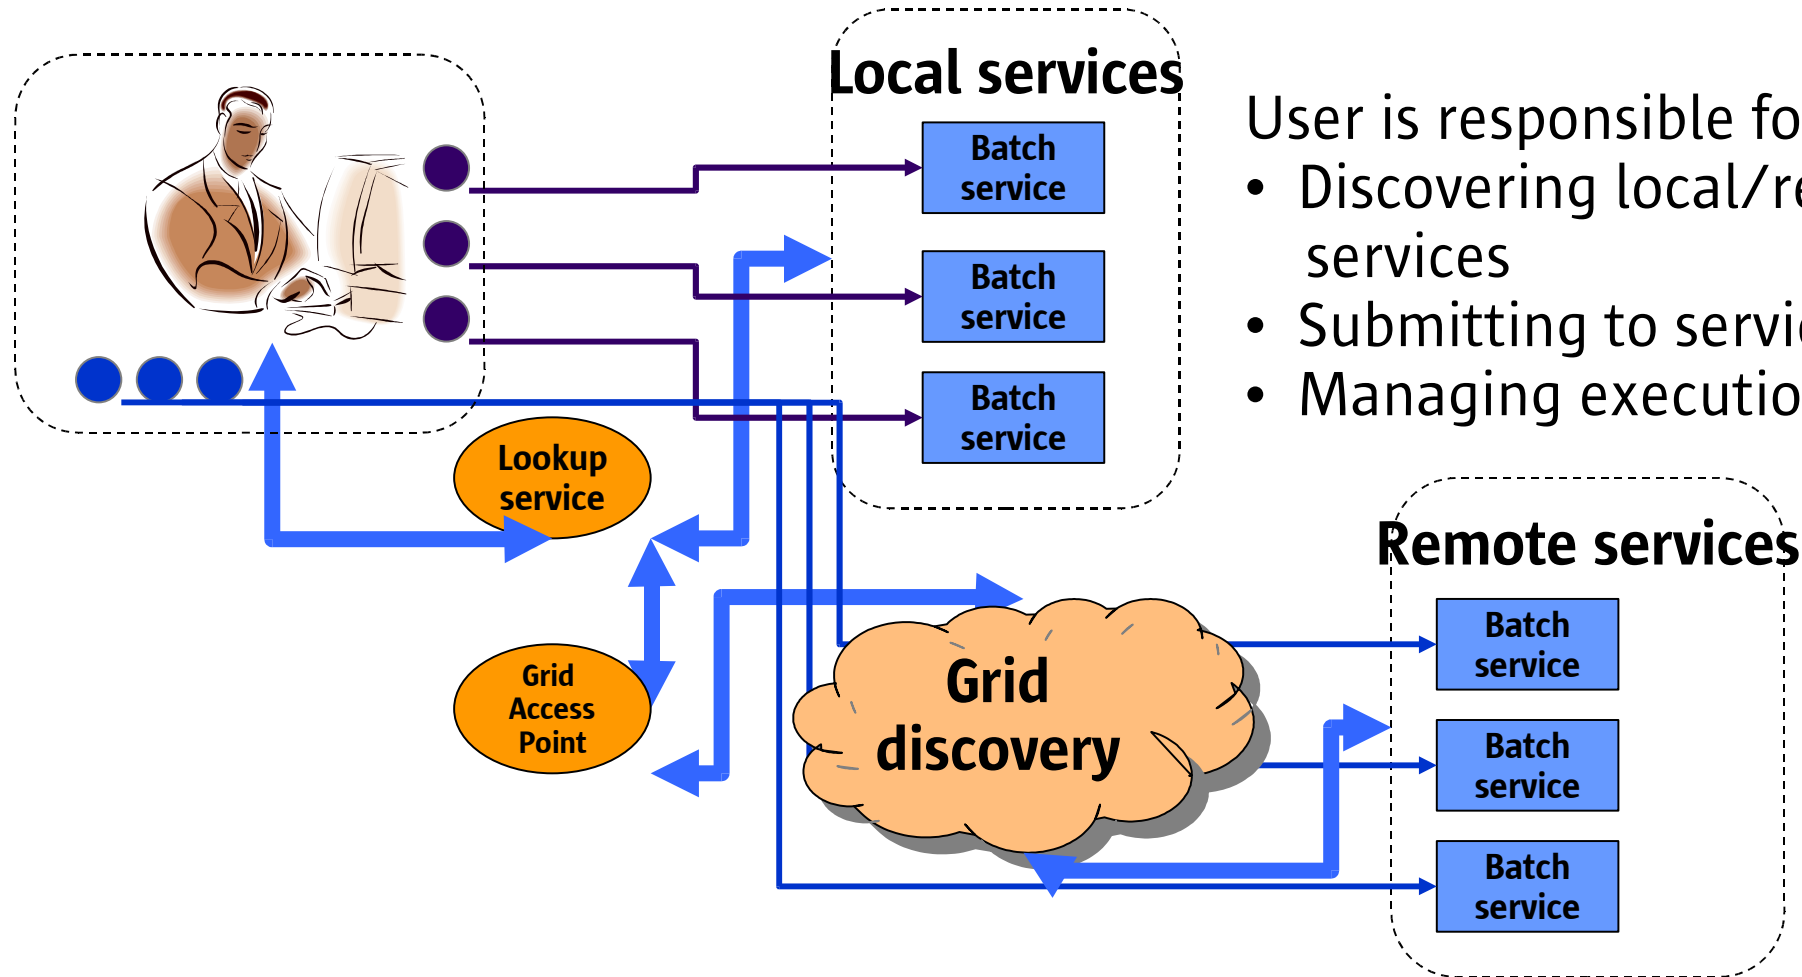 Local services
Batch
service
Batch
service
Batch
service
User is responsible fo
• Discovering local/re
services
• Submitting to servi
• Managing executio
Lookup
service
Grid
Access
Point
Grid
discovery
Remote services
Batch
service
Batch
service
Batch
service